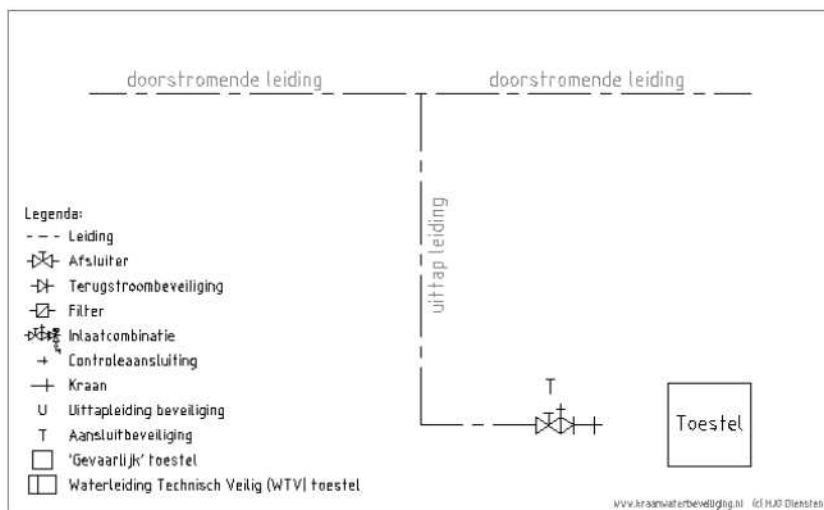 doorstromende leiding doorstromende leiding
uittap leiding
Legenda:
Leiding
Afsluiter
Terugstroombeveiliging
Filter
Inlaatcombinatie
Controleaansluiting
Kraan
U Uittapleiding beveiliging
T Aansluitbeveiliging
'Gevaarlijk' toestel
Waterleiding Technisch Veilig (WTV) toestel
T
Toestel
www.kraanwaterbeveiliging.nl (c) HJG Diensten